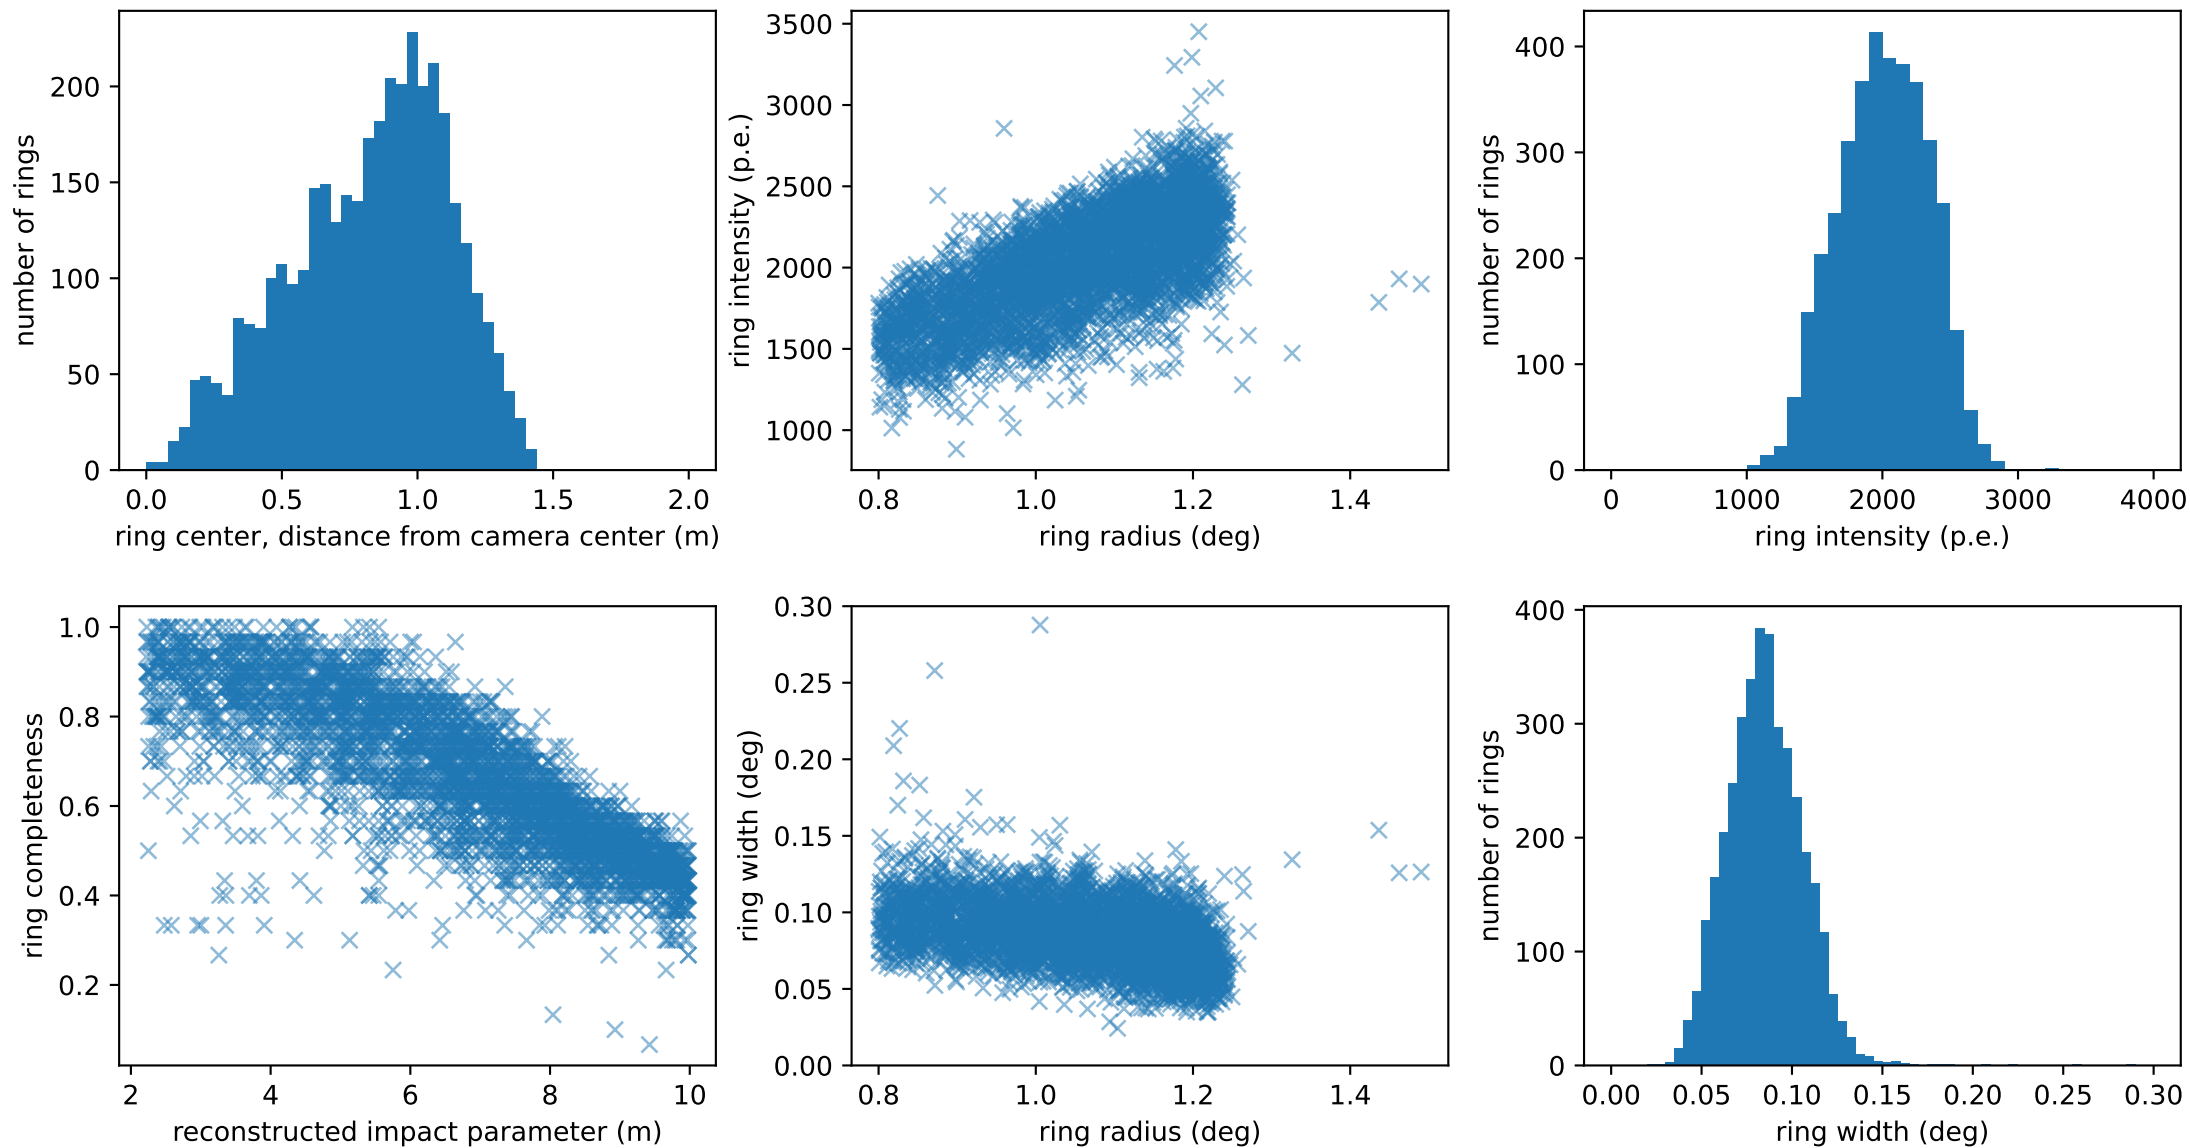 200
150
100
50
0
number of rings
0.0 0.5 1.0 1.5 2.0
ring center, distance from camera center (m)
3500
3000
2500
2000
1500
1000
ring intensity (p.e.)
0.8 1.0 1.2 1.4
ring radius (deg)
400
300
200
100
0
number of rings
0 1000 2000 3000 4000
ring intensity (p.e.)
1.0
0.8
0.6
0.4
0.2
ring completeness
2 4 6 8 10
reconstructed impact parameter (m)
0.30
0.25
0.20
0.15
0.10
0.05
0.00
ring width (deg)
0.8 1.0 1.2 1.4
ring radius (deg)
400
300
200
100
0
number of rings
0.00 0.05 0.10 0.15 0.20 0.25 0.30
ring width (deg)